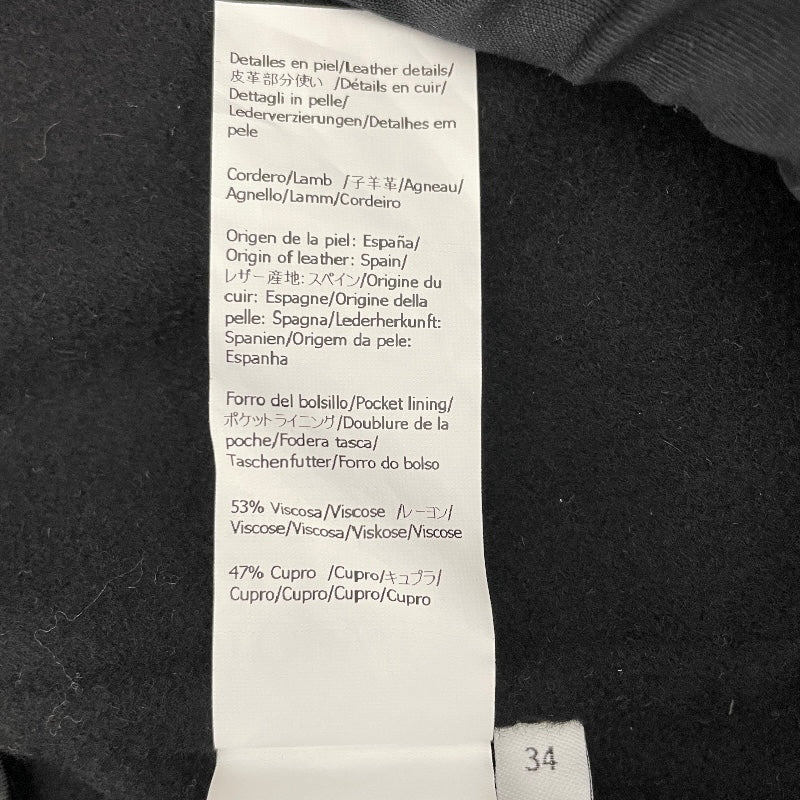 Detalles en piel/Leather details/
皮革部分使い /Détails en cuir/
Dettagli in pelle/
Lederverzierungen/Detalhes em
pele
Cordero/Lamb /子羊革/Agneau/
Agnello/Lamm/Cordeiro
Origen de la piel: España/
Origin of leather: Spain/
レザー産地:スペイン/Origine du
cuir: Espagne/Origine della
pelle: Spagna/Lederherkunft:
Spanien/Origem da pele:
Espanha
Forro del bolsillo/Pocket lining/
ポケットライニング/Doublure de la
poche/Fodera tasca/
Taschenfutter/Forro do bolso
53% Viscosa/Viscose /レーヨン/
Viscose/Viscosa/Viskose/Viscose
47% Cupro /Cupro/キュプラ/
Cupro/Cupro/Cupro/Cupro
34